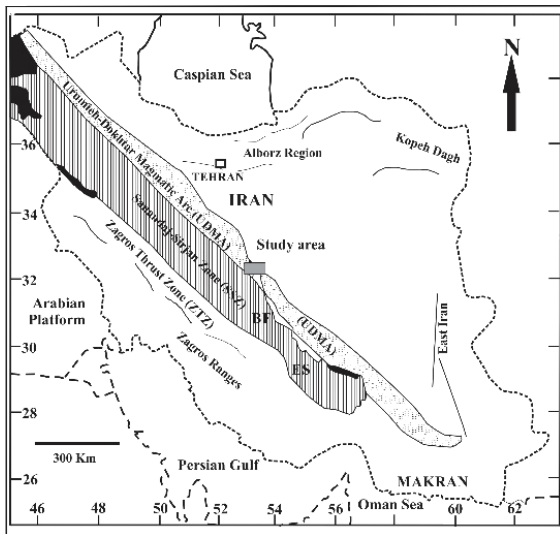 Caspian Sea
N
Urumieh-Dokhtar Magmatic Arc (UDMA)
Kopeh Dagh
Alborz Region
TEHRAN
IRAN
Sanandaj-Sirjan Zone (SSZ)
Study area
Zagros Thrust Zone (ZTZ)
Arabian
Platform
BF
(UDMA)
Zagros Ranges
ES
East Iran
300 Km
Persian Gulf
MAKRAN
Oman Sea
36
34
32
30
28
26
46
48
50
52
54
56
60
62